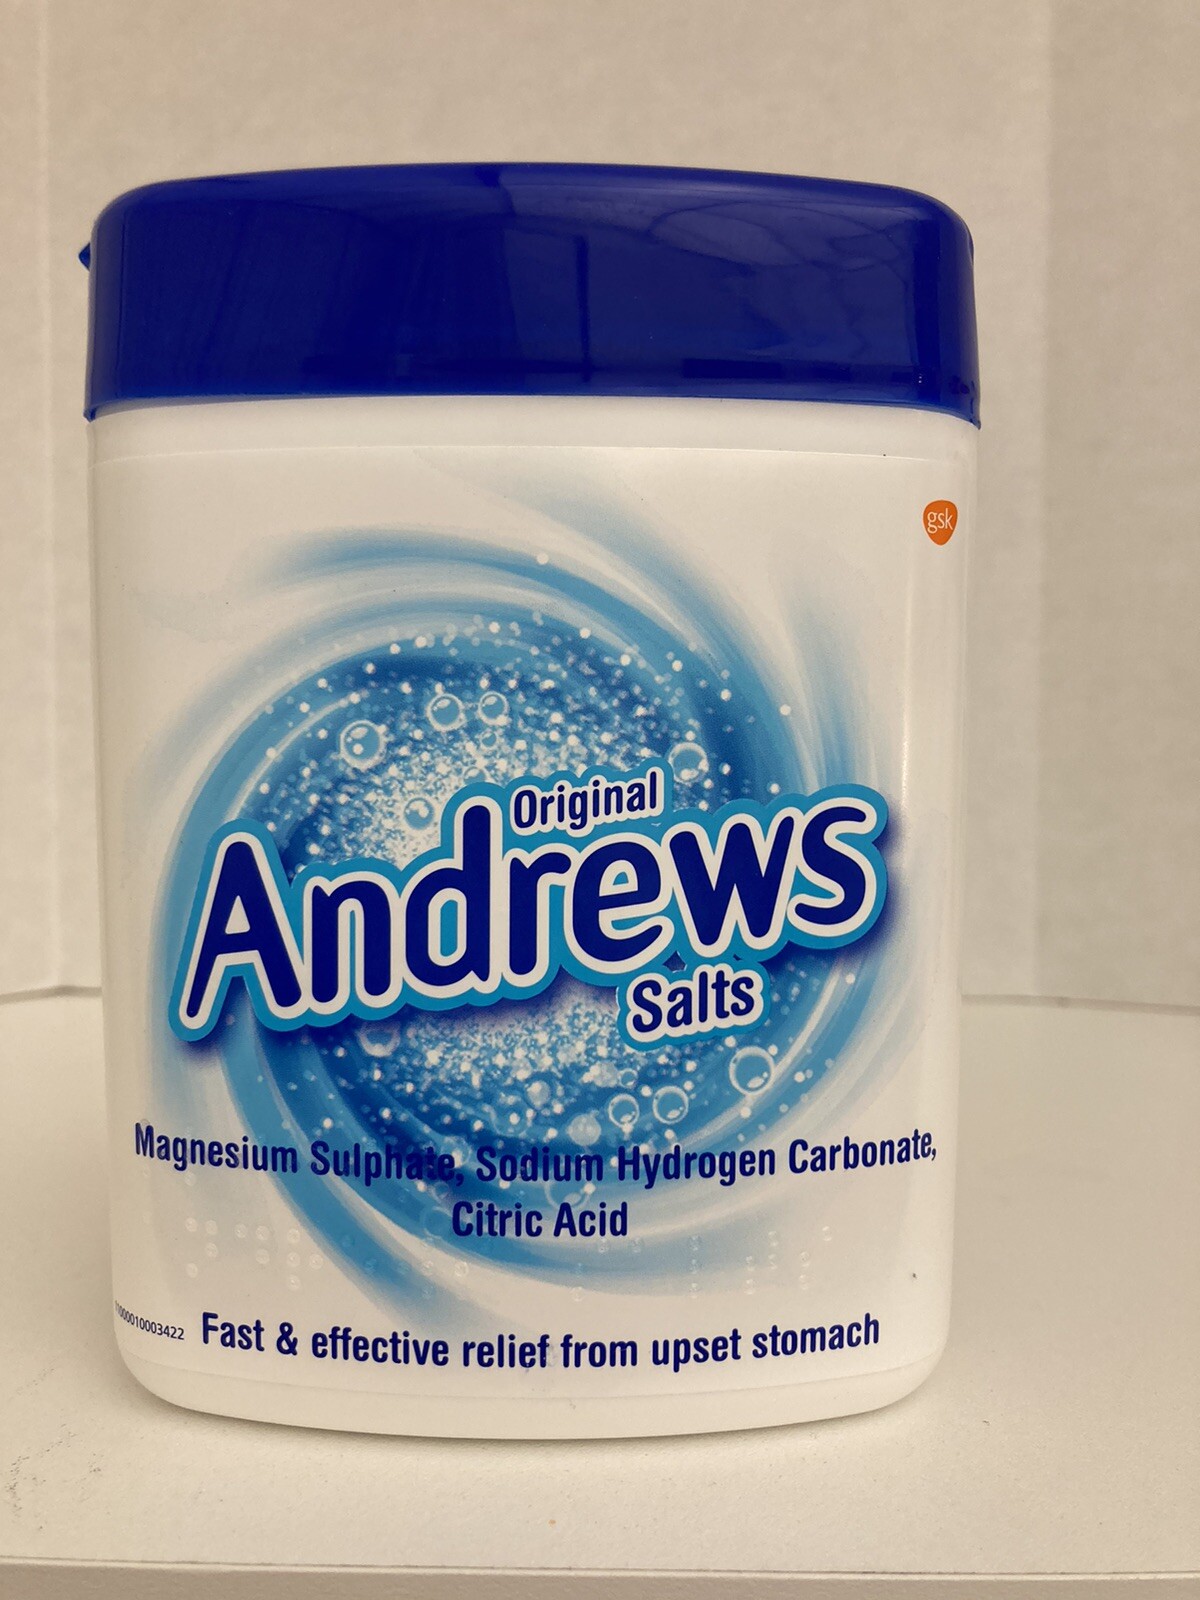 gsk
Original
Andrews
Salts
Magnesium Sulphate, Sodium Hydrogen Carbonate,
Citric Acid
Fast & effective relief from upset stomach